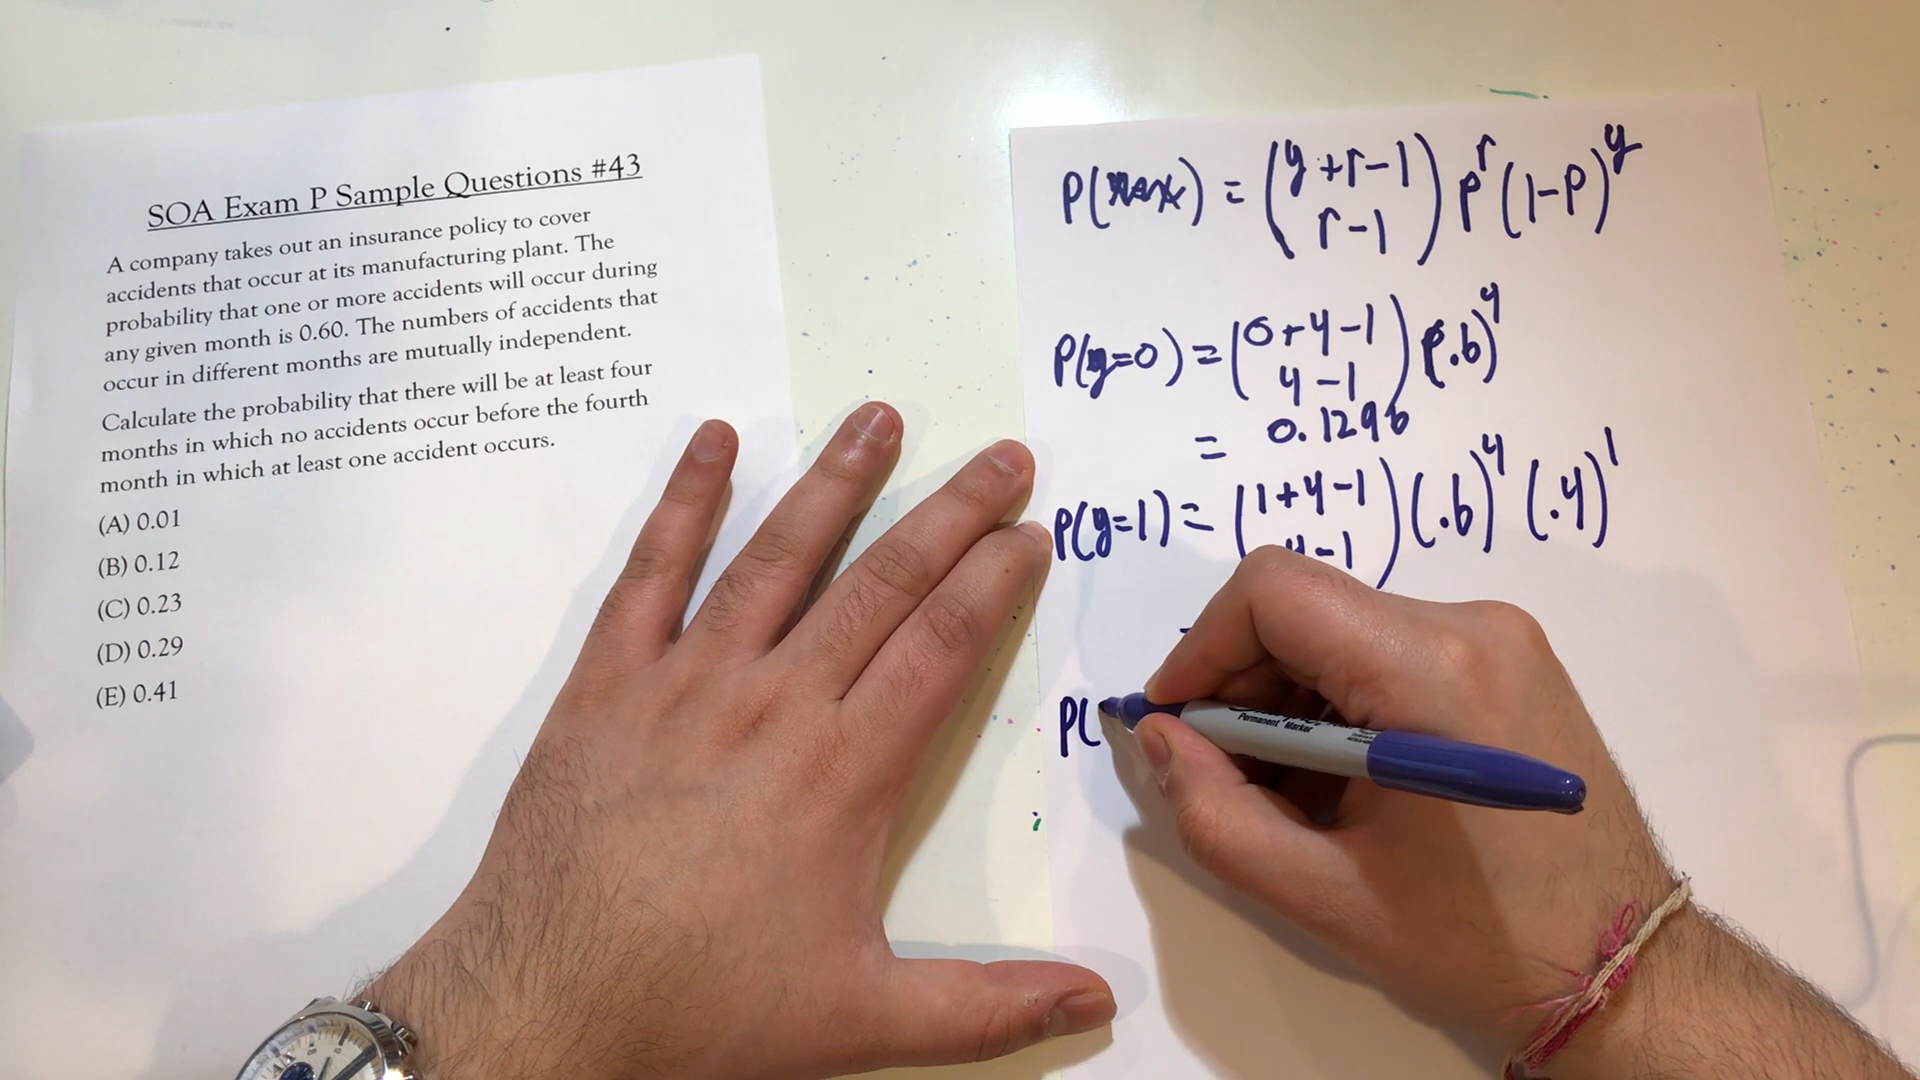 SOA Exam P Sample Questions #43
A company takes out an insurance policy to cover
accidents that occur at its manufacturing plant. The
probability that one or more accidents will occur during
any given month is 0.60. The numbers of accidents that
occur in different months are mutually independent.
Calculate the probability that there will be at least four
months in which no accidents occur before the fourth
month in which at least one accident occurs.
(A) 0.01
(B) 0.12
(C) 0.23
(D) 0.29
(E) 0.41
P( ) = (y+r-1
r-1) p^r (1-p)^y
P(y=0) = (0+4-1
4-1) (.6)^4
= 0.1296
P(y=1) = (1+4-1
4-1) (.6)^4 (.4)^1
P(
Permanent Marker